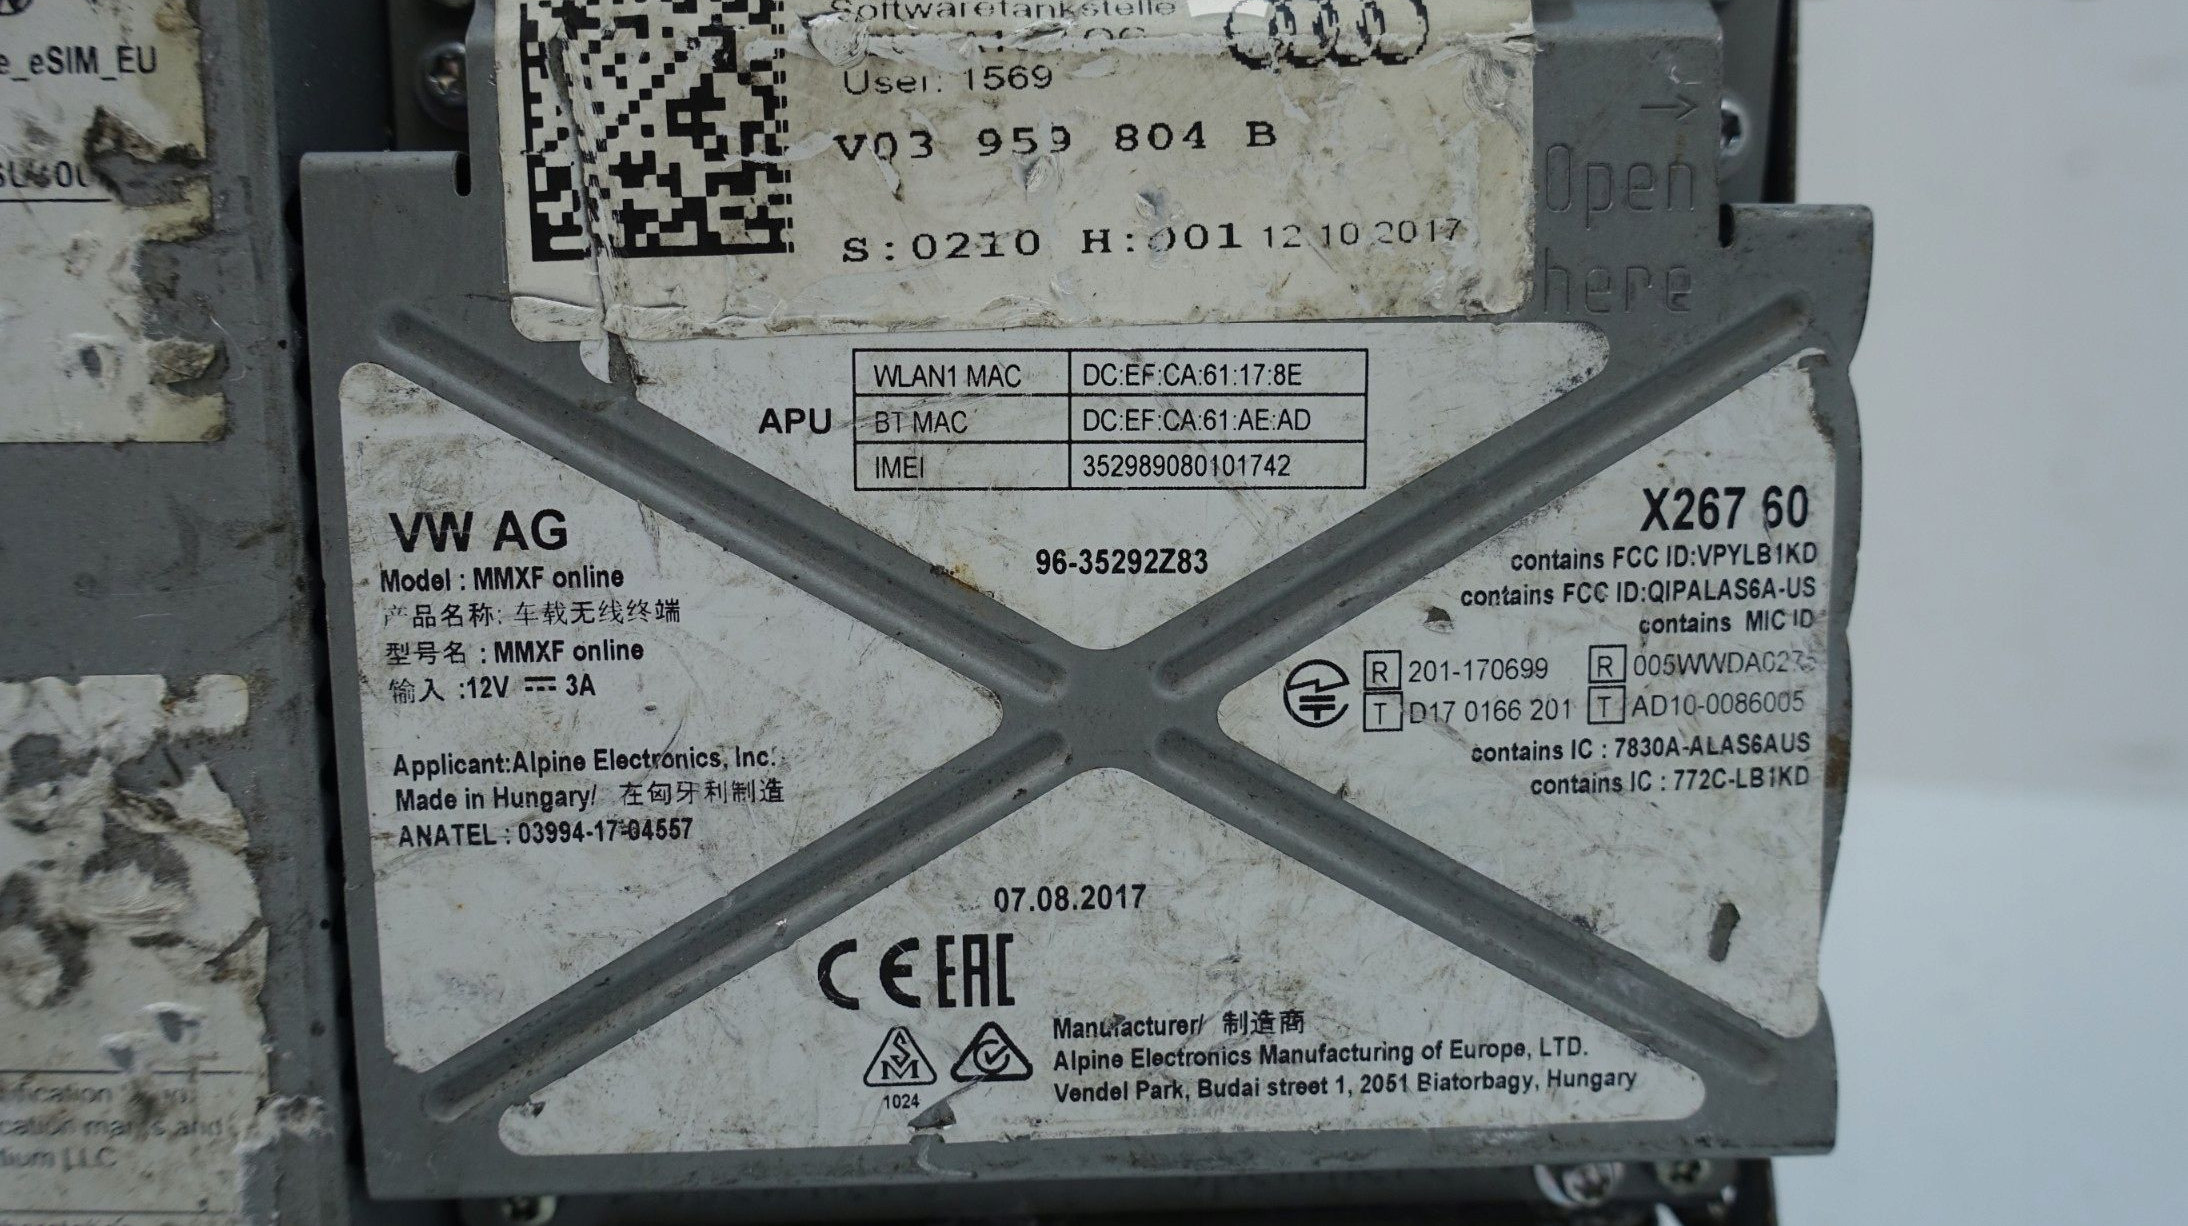 e_eSIM_EU
Softwaretankstelle
User: 1569
V03 959 804 B
S:0210 H:001 12.10.2017
Open
here
WLAN1 MAC DC:EF:CA:61:17:8E
APU BT MAC DC:EF:CA:61:AE:AD
IMEI 352989080101742
96-35292Z83
VW AG
Model : MMXF online
产品名称: 车载无线终端
型号名 : MMXF online
输入 :12V ⎓ 3A
Applicant:Alpine Electronics, Inc.
Made in Hungary/ 在匈牙利制造
ANATEL : 03994-17-04557
X267 60
contains FCC ID:VPYLB1KD
contains FCC ID:QIPALAS6A-US
contains MIC ID
R 201-170699 R 005WWDA0275
T D17 0166 201 T AD10-0086005
contains IC : 7830A-ALAS6AUS
contains IC : 772C-LB1KD
07.08.2017
CE EAC
SM
1024
Manufacturer/ 制造商
Alpine Electronics Manufacturing of Europe, LTD.
Vendel Park, Budai street 1, 2051 Biatorbagy, Hungary